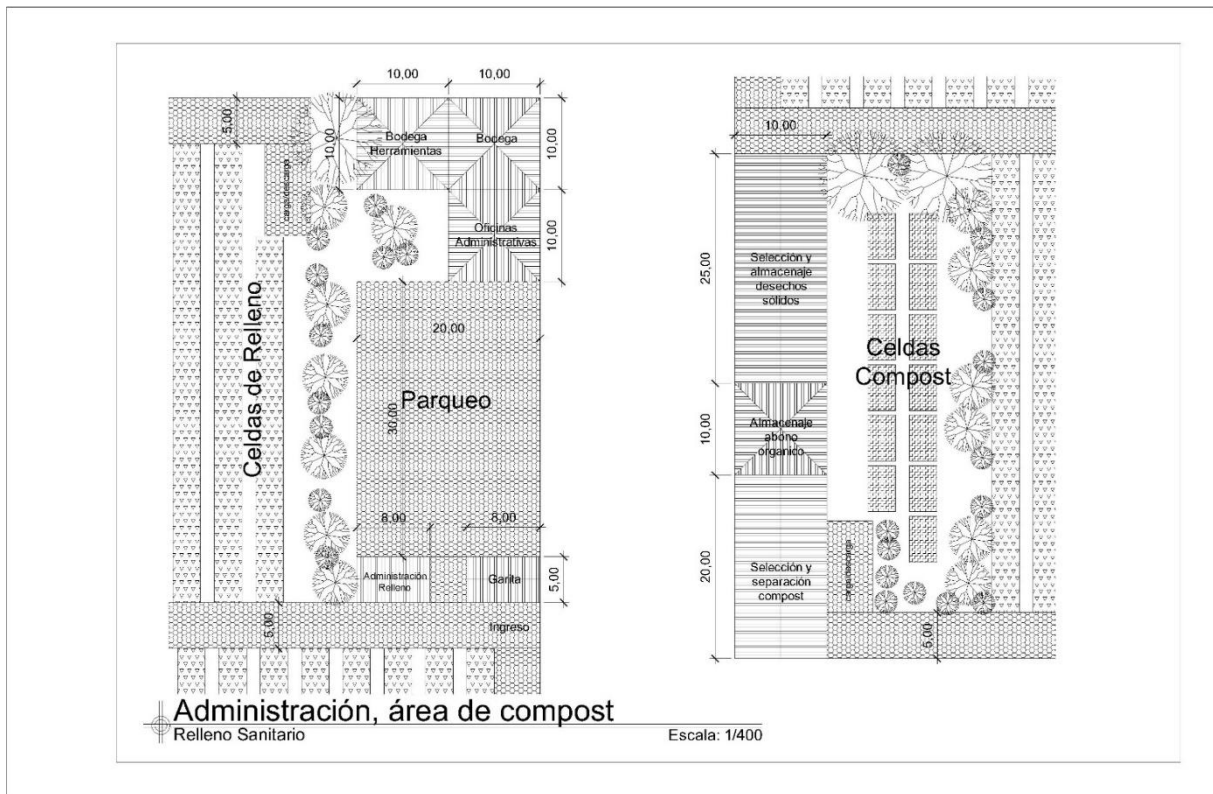 10,00
10,00
5,00
10,00
Bodega
Herramientas
Bodega
10,00
carga/descarga
Oficinas
Administrativas
10,00
Celdas de Relleno
20,00
Parqueo
30,00
8,00
8,00
Administración
Relleno
Garita
5,00
5,00
Ingreso
10,00
25,00
Selección y
almacenaje
desechos
sólidos
Celdas
Compost
10,00
Almacenaje
abono
organico
20,00
Selección y
separación
compost
carga/descarga
5,00
Administración, área de compost
Relleno Sanitario
Escala: 1/400